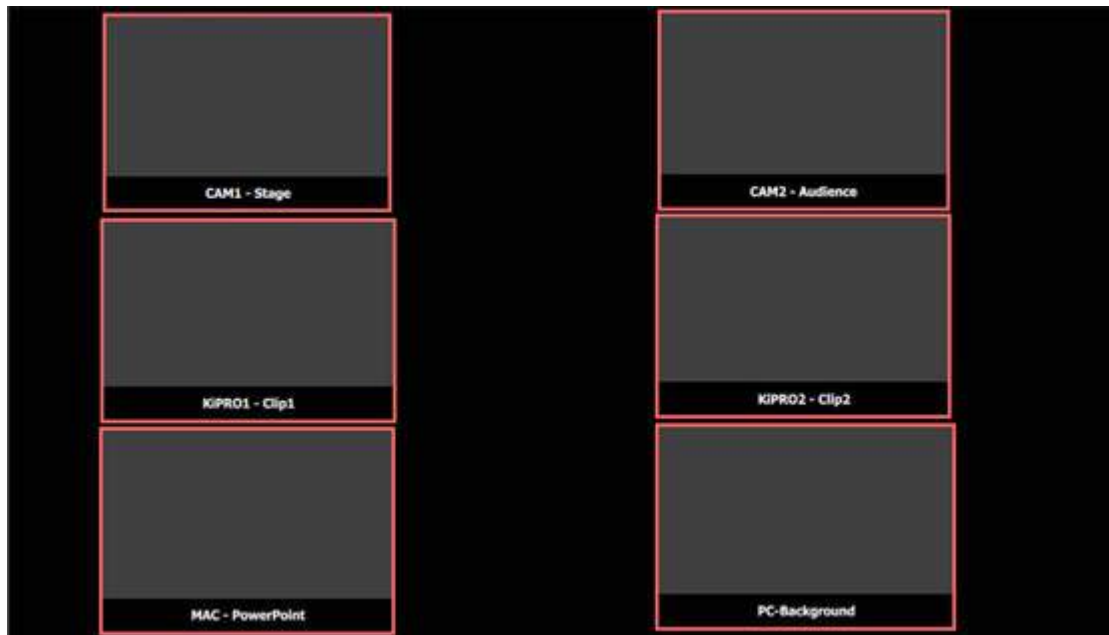 CAM1 - Stage
CAM2 - Audience
KiPRO1 - Clip1
KiPRO2 - Clip2
MAC - PowerPoint
PC-Background